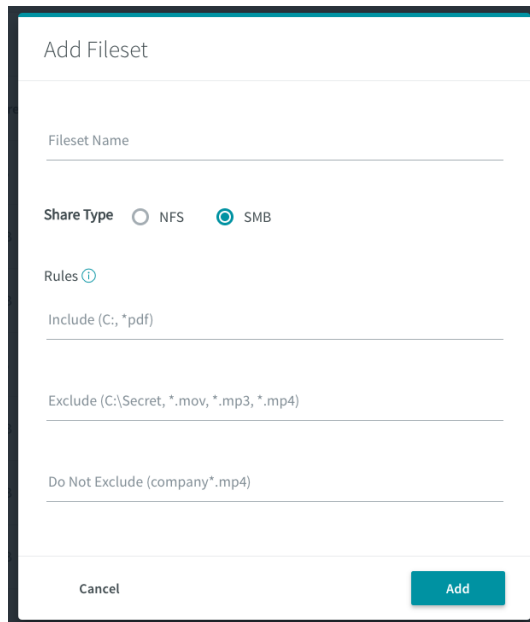 Add Fileset
Fileset Name
Share Type NFS SMB
Rules
Include (C:, *pdf)
Exclude (C:\Secret, *.mov, *.mp3, *.mp4)
Do Not Exclude (company*.mp4)
Cancel Add